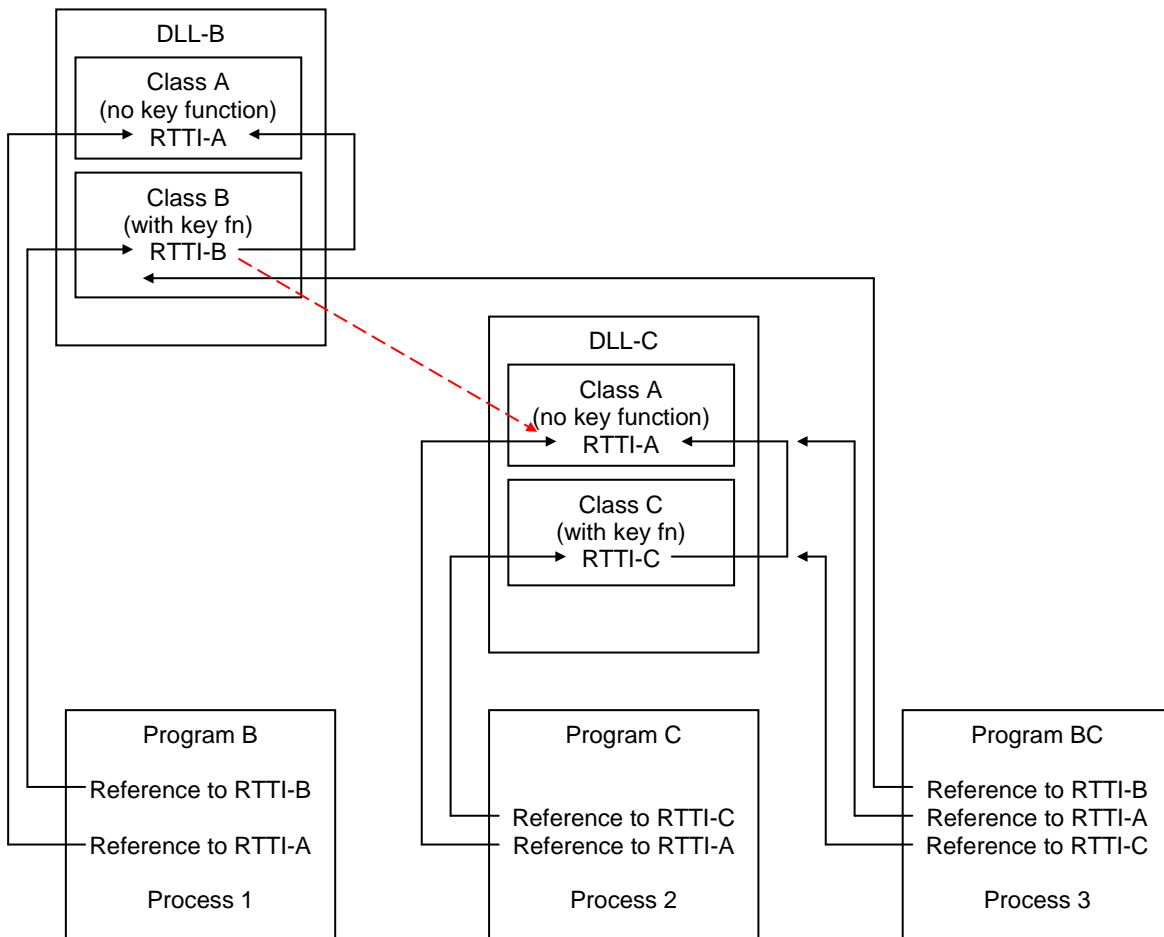 DLL-B
Class A
(no key function)
RTTI-A
Class B
(with key fn)
RTTI-B
DLL-C
Class A
(no key function)
RTTI-A
Class C
(with key fn)
RTTI-C
Program B
Reference to RTTI-B
Reference to RTTI-A
Process 1
Program C
Reference to RTTI-C
Reference to RTTI-A
Process 2
Program BC
Reference to RTTI-B
Reference to RTTI-A
Reference to RTTI-C
Process 3